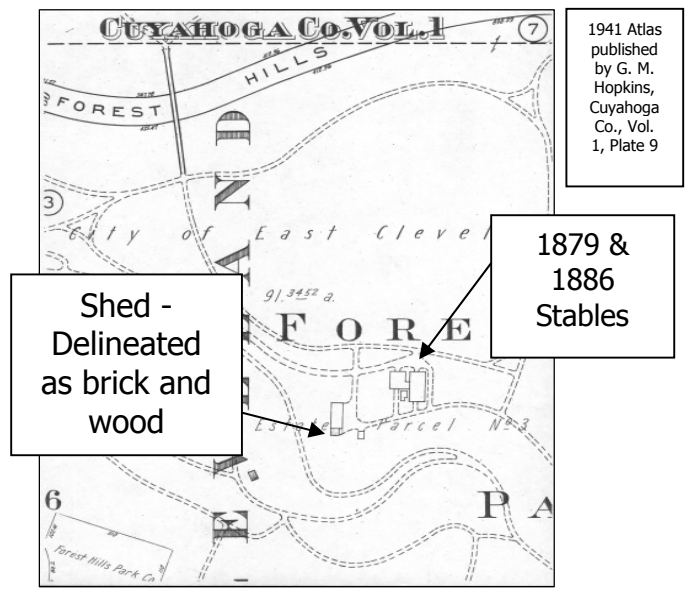 CUYAHOGA CO. VOL. 1
7
1941 Atlas
published
by G. M.
Hopkins,
Cuyahoga
Co., Vol.
1, Plate 9
FOREST HILLS
3
City of East Clevel
91.3452 a.
1879 &
1886
Stables
Shed -
Delineated
as brick and
wood
FORE
Estate Parcel No 3
6
PA
Forest Hills Park Co